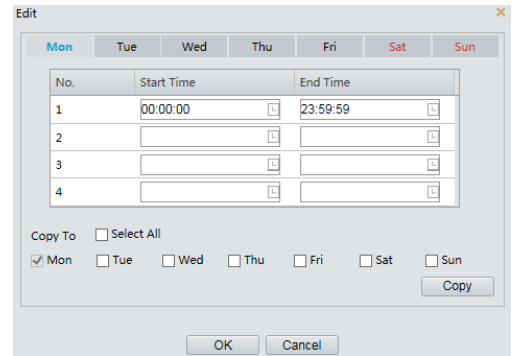 Edit
Mon Tue Wed Thu Fri Sat Sun
No. Start Time End Time
1 00:00:00 23:59:59
2
3
4
Copy To Select All
Mon Tue Wed Thu Fri Sat Sun
Copy
OK Cancel